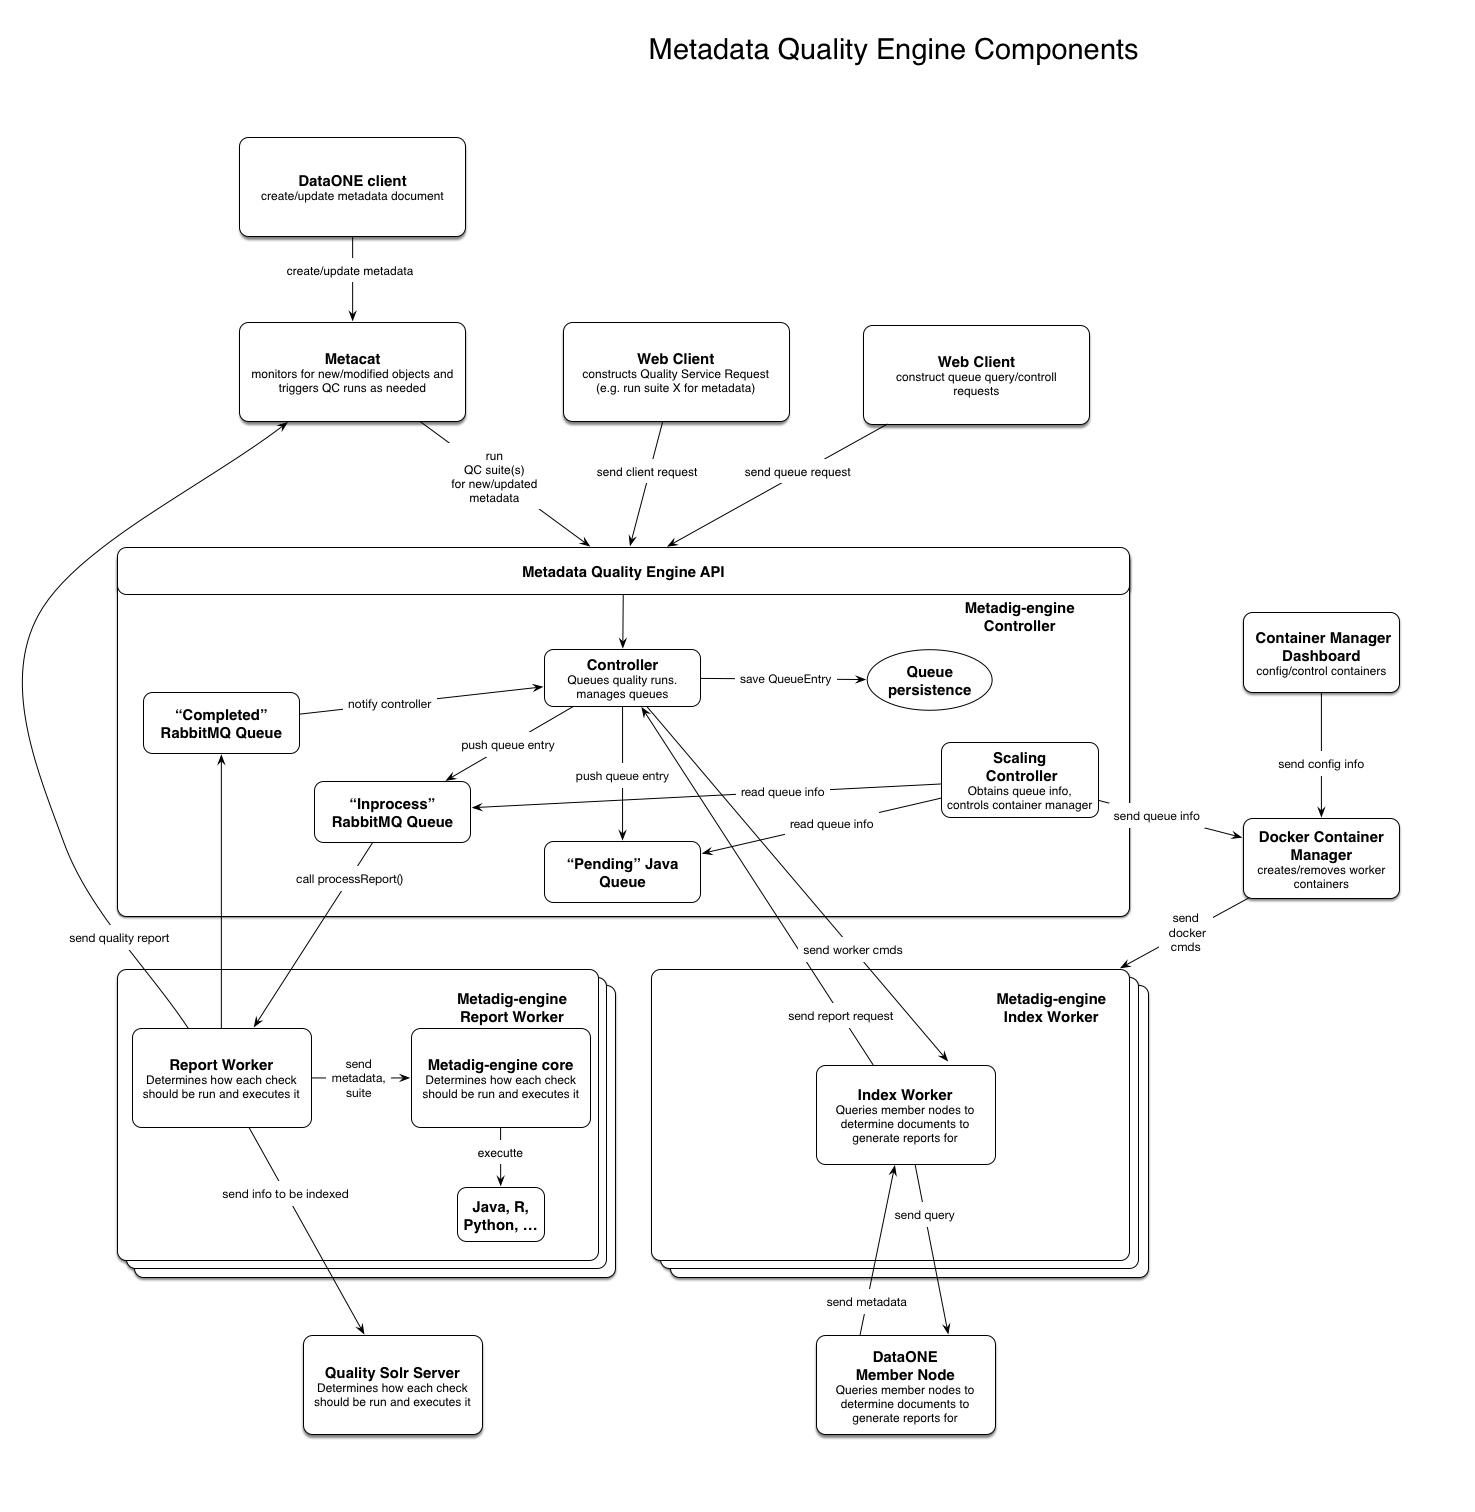 Metadata Quality Engine Components
DataONE client
create/update metadata document
create/update metadata
Metacat
monitors for new/modified objects and
triggers QC runs as needed
Web Client
constructs Quality Service Request
(e.g. run suite X for metadata)
Web Client
construct queue query/controll
requests
run
QC suite(s)
for new/updated
metadata
send client request
send queue request
Metadata Quality Engine API
Metadig-engine
Controller
Controller
Queues quality runs.
manages queues
save QueueEntry
Queue
persistence
“Completed”
RabbitMQ Queue
notify controller
push queue entry
push queue entry
“Inprocess”
RabbitMQ Queue
“Pending” Java
Queue
read queue info
read queue info
Scaling
Controller
Obtains queue info,
controls container manager
send queue info
Container Manager
Dashboard
config/control containers
send config info
Docker Container
Manager
creates/removes worker
containers
send
docker
cmds
call processReport()
send quality report
send worker cmds
send report request
Metadig-engine
Report Worker
Report Worker
Determines how each check
should be run and executes it
send
metadata,
suite
Metadig-engine core
Determines how each check
should be run and executes it
executte
Java, R,
Python, …
send info to be indexed
Metadig-engine
Index Worker
Index Worker
Queries member nodes to
determine documents to
generate reports for
send query
send metadata
Quality Solr Server
Determines how each check
should be run and executes it
DataONE
Member Node
Queries member nodes to
determine documents to
generate reports for